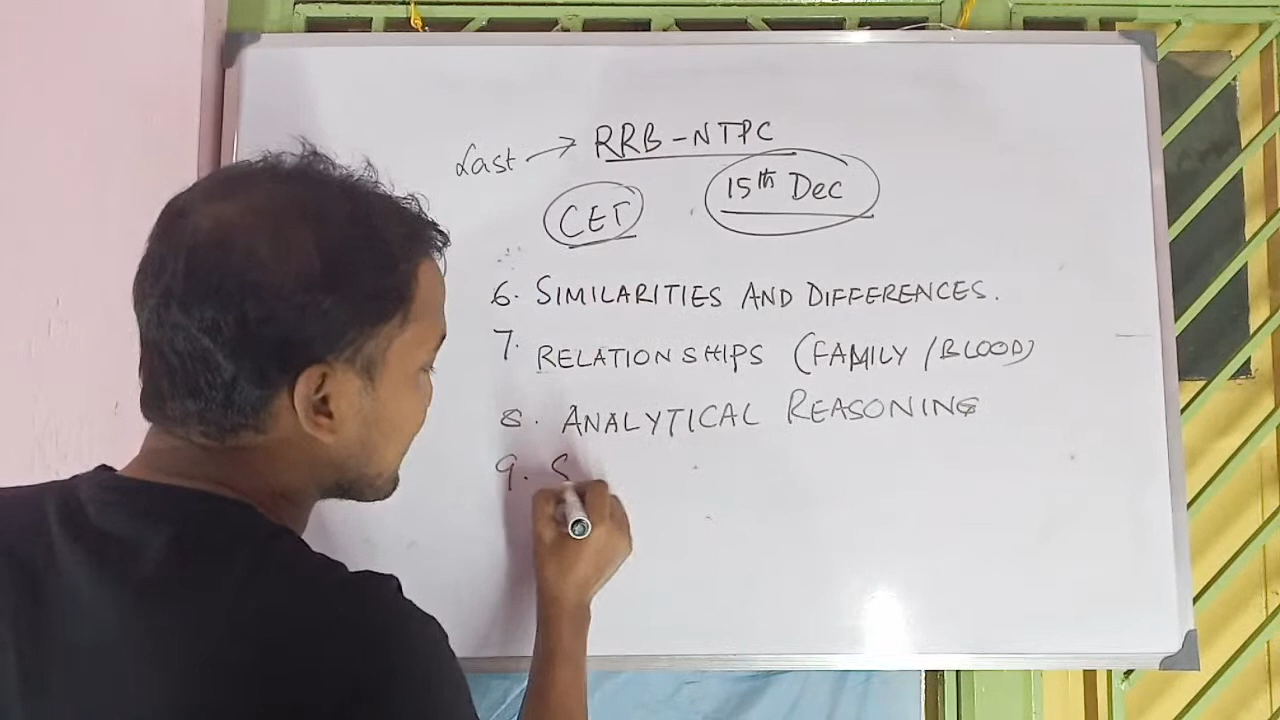 Last → RRB-NTPC
CET 15th Dec
6. SIMILARITIES AND DIFFERENCES.
7. RELATIONSHIPS (FAMILY / BLOOD)
8. ANALYTICAL REASONING
9. S